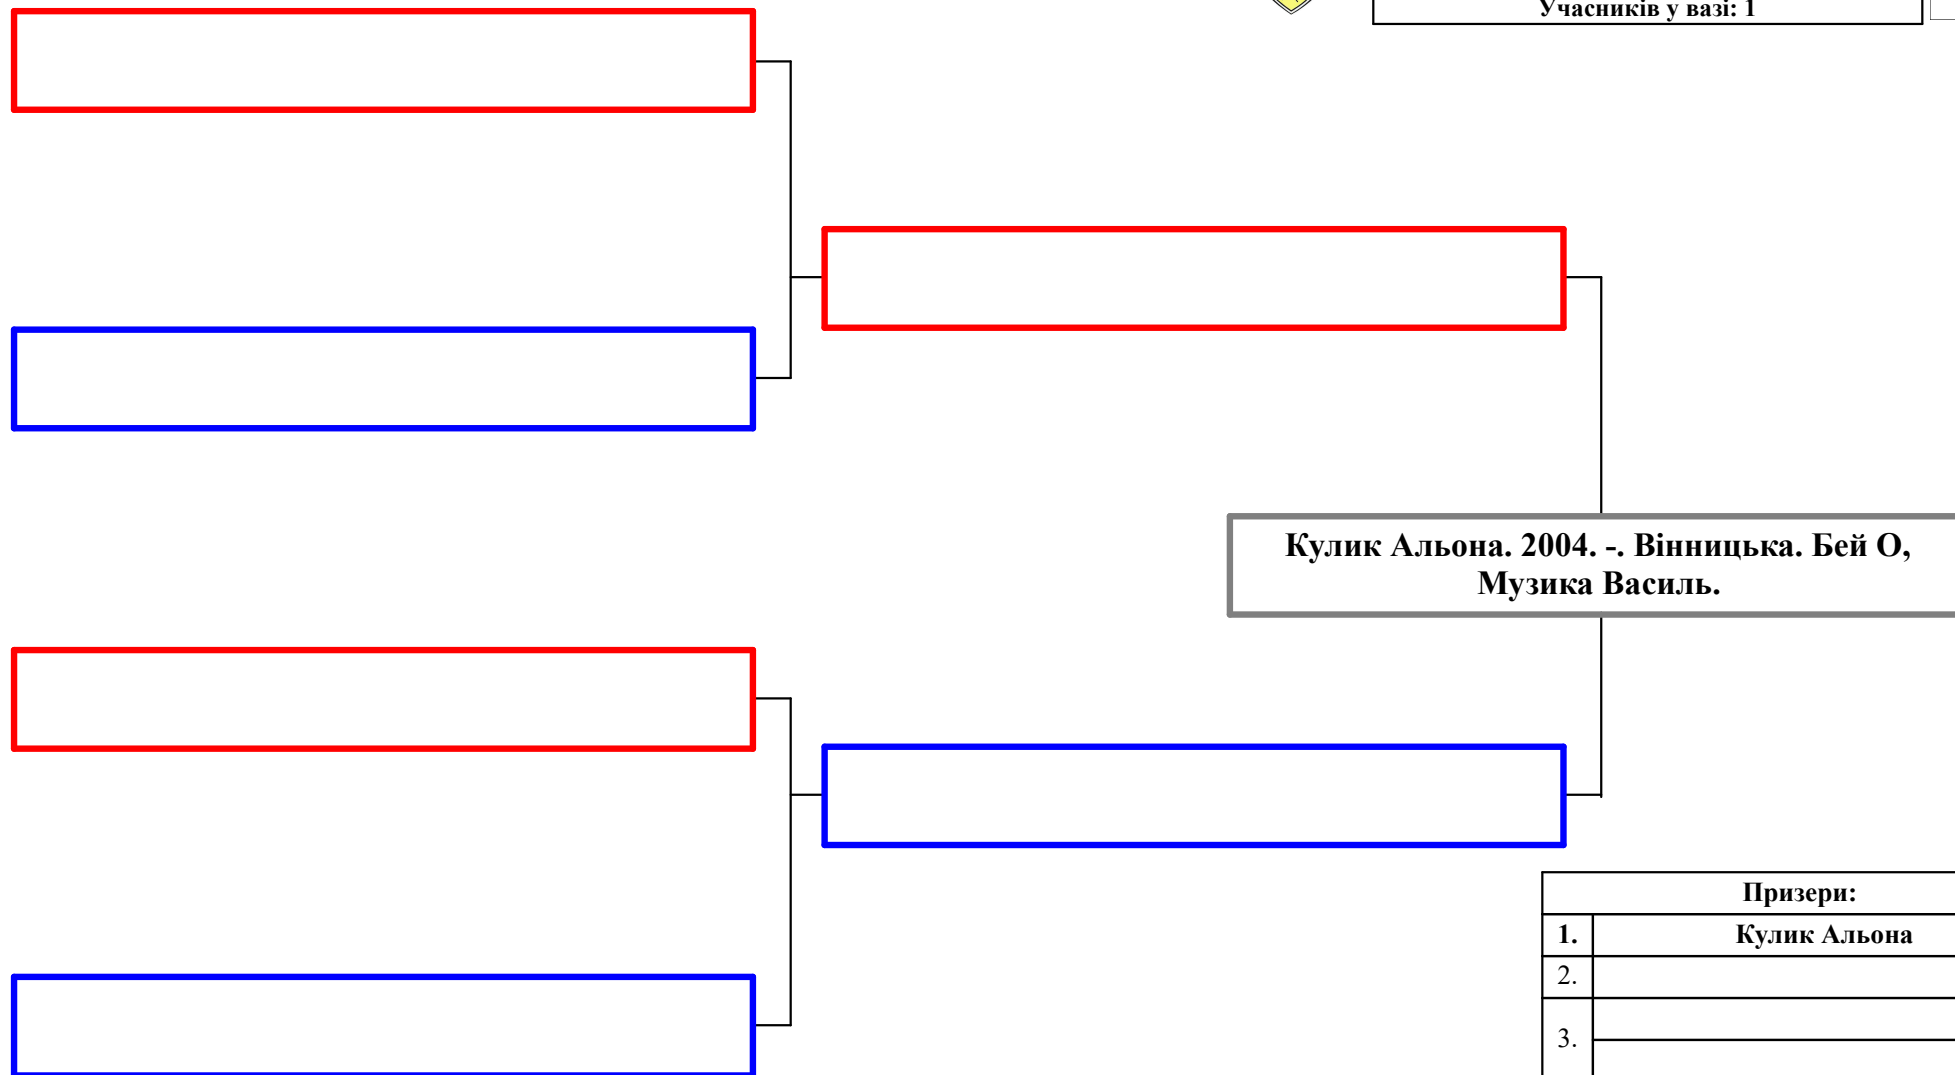 Учасників у вазі: 1
Кулик Альона. 2004. -. Вінницька. Бей О,
Музика Василь.
Призери:
1. Кулик Альона
2.
3.